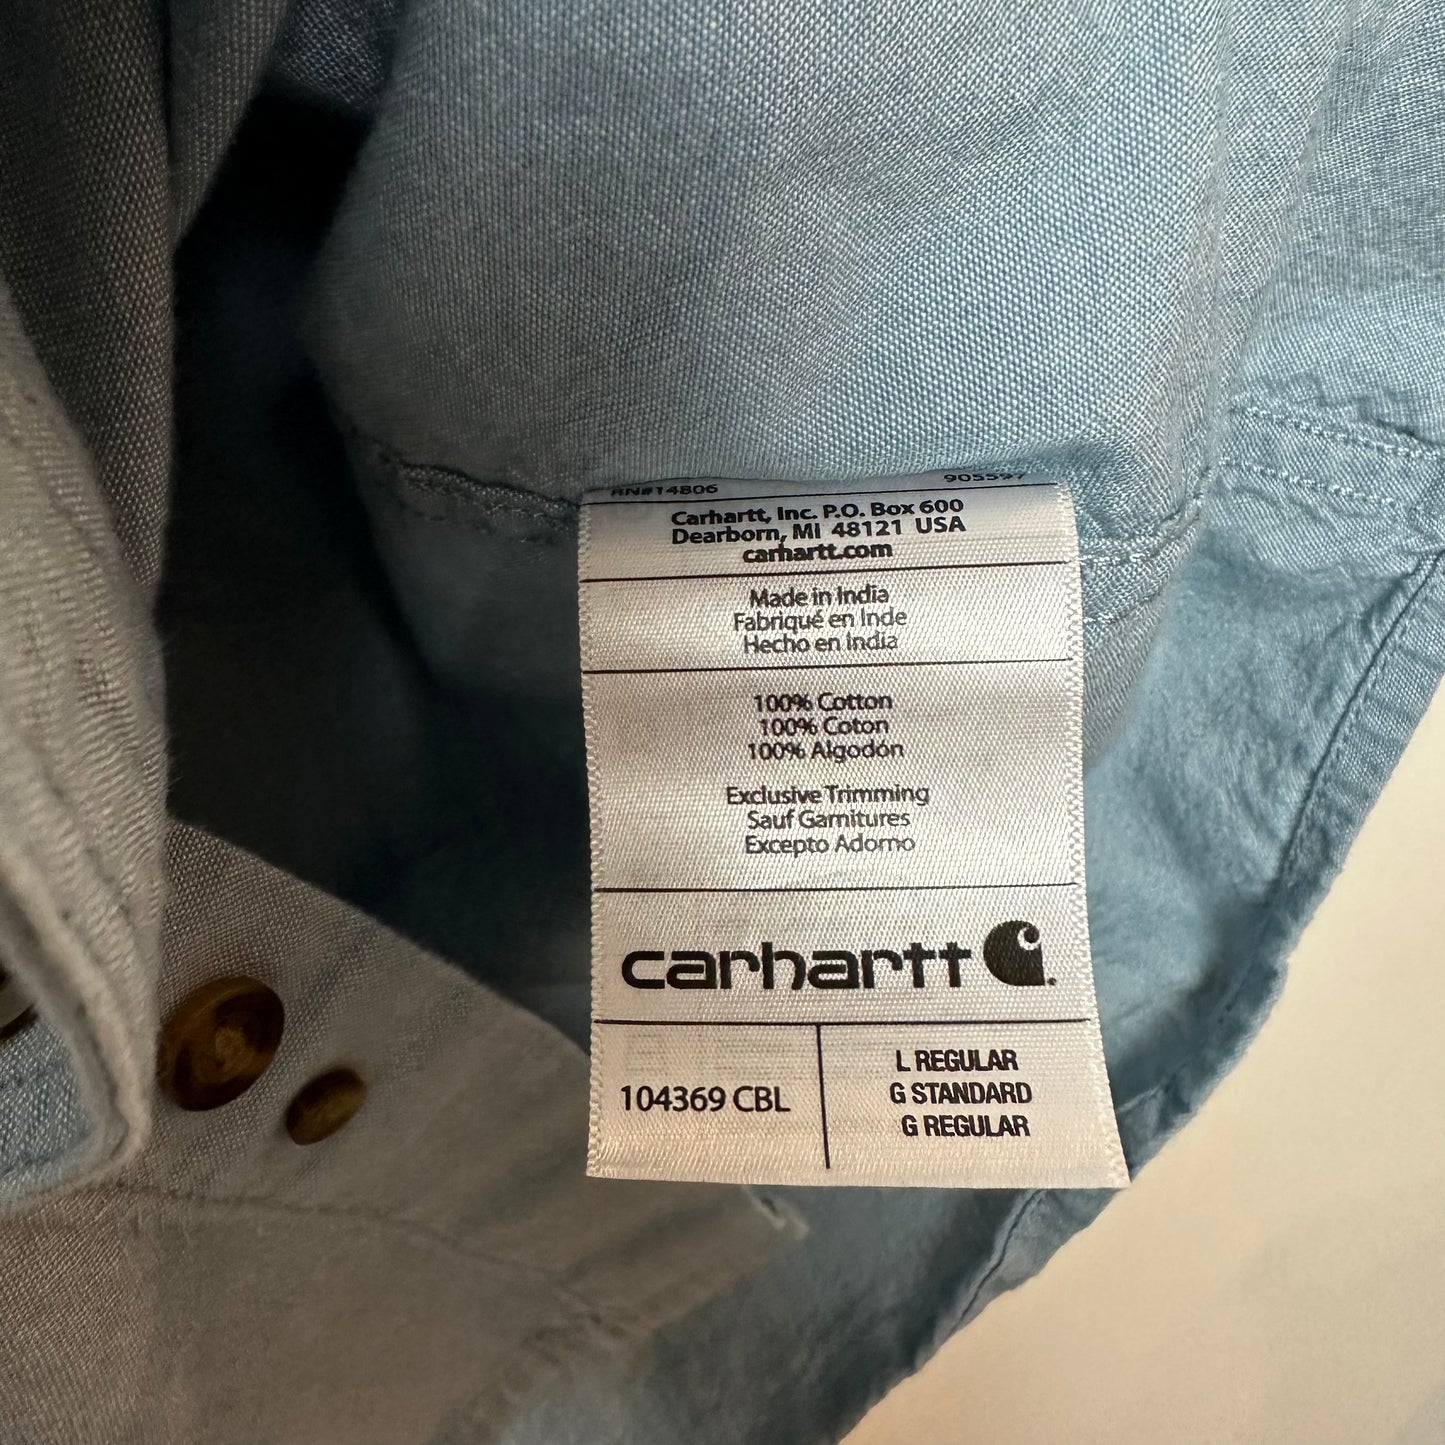 RN#14806 905597
Carhartt, Inc. P.O. Box 600
Dearborn, MI 48121 USA
carhartt.com
Made in India
Fabriqué en Inde
Hecho en India
100% Cotton
100% Coton
100% Algodón
Exclusive Trimming
Sauf Garnitures
Excepto Adorno
carhartt
104369 CBL
L REGULAR
G STANDARD
G REGULAR